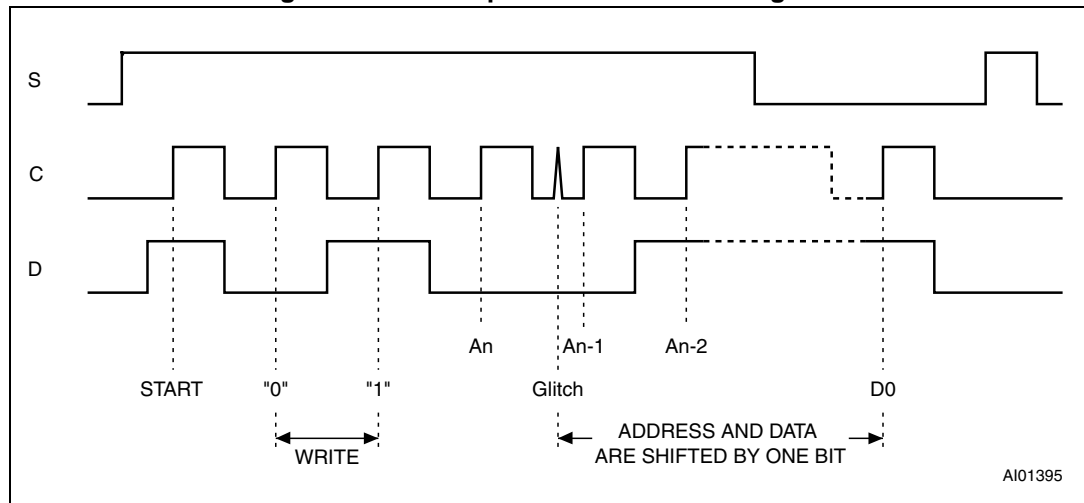 S
C
D
An An-1 An-2
START "0" "1" Glitch D0
WRITE
ADDRESS AND DATA
ARE SHIFTED BY ONE BIT
AI01395